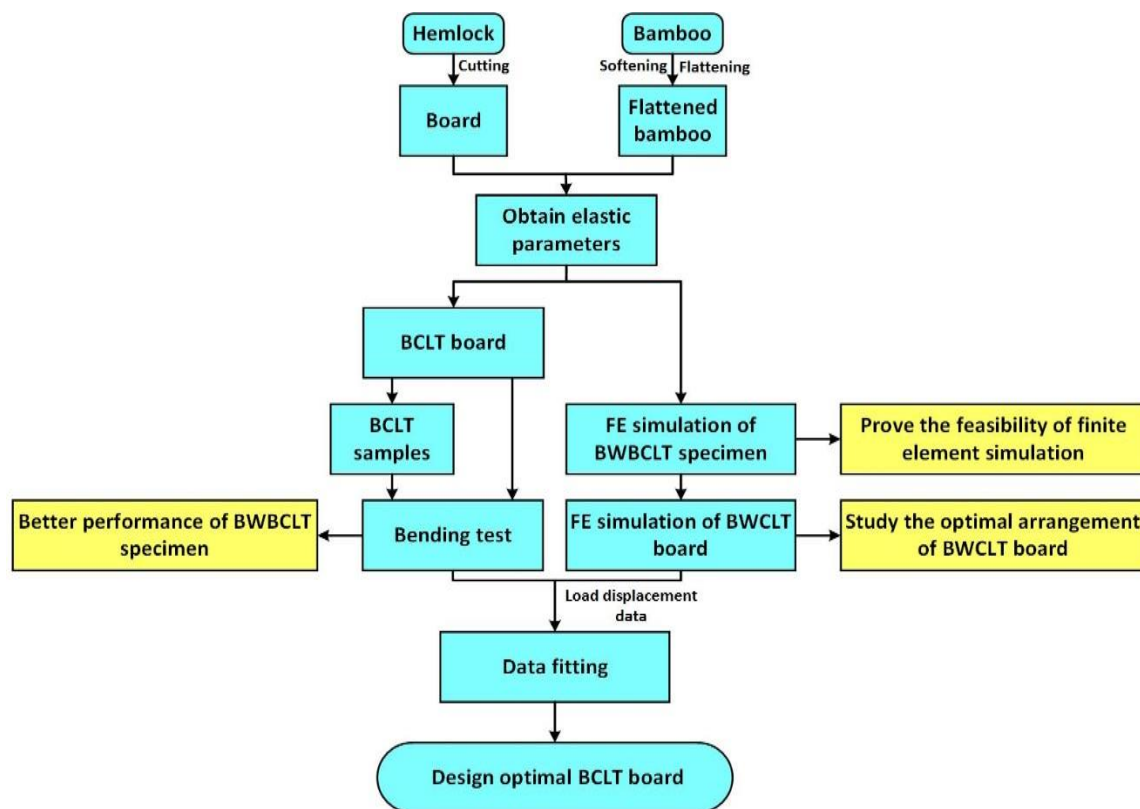 Hemlock
Bamboo
Cutting
Softening
Flattening
Board
Flattened
bamboo
Obtain elastic
parameters
BCLT board
BCLT
samples
FE simulation of
BWBCLT specimen
Prove the feasibility of finite
element simulation
Better performance of BWBCLT
specimen
Bending test
FE simulation of BWCLT
board
Study the optimal arrangement
of BWCLT board
Load displacement
data
Data fitting
Design optimal BCLT board